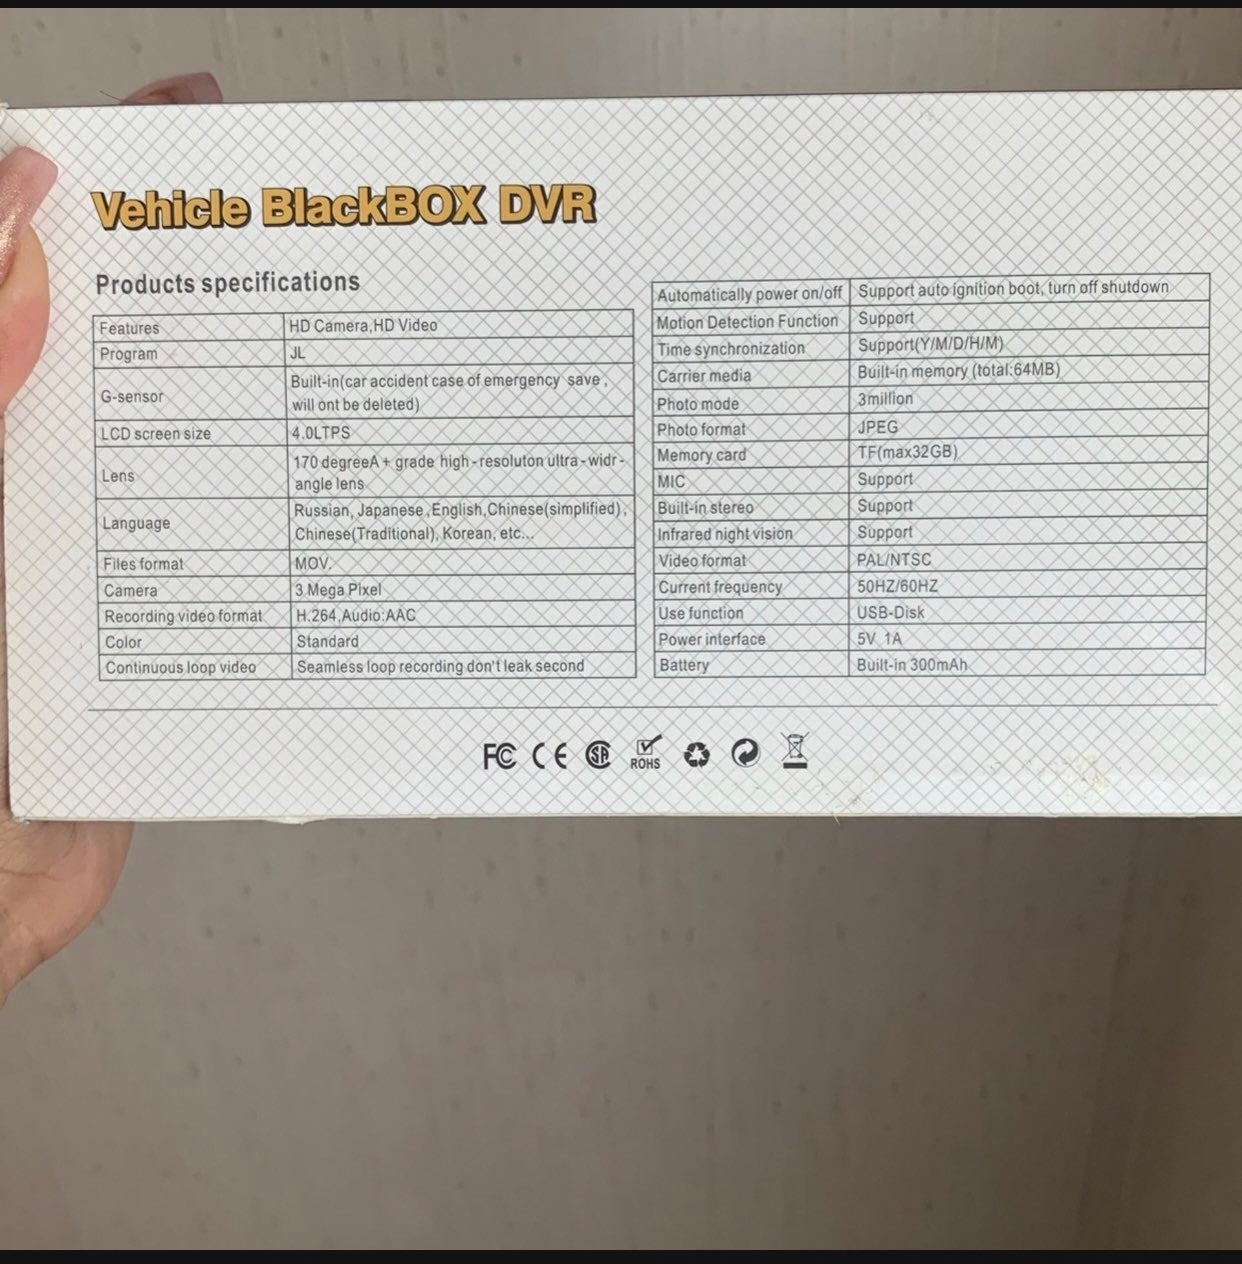 Vehicle BlackBOX DVR
Products specifications
Features HD Camera,HD Video
Program JL
G-sensor Built-in(car accident case of emergency save,
will ont be deleted)
LCD screen size 4.0LTPS
Lens 170 degreeA+ grade high-resoluton ultra-widr-
angle lens
Language Russian, Japanese,English,Chinese(simplified),
Chinese(Traditional), Korean, etc...
Files format MOV.
Camera 3 Mega Pixel
Recording video format H.264,Audio:AAC
Color Standard
Continuous loop video Seamless loop recording don't leak second
Automatically power on/off Support auto ignition boot, turn off shutdown
Motion Detection Function Support
Time synchronization Support(Y/M/D/H/M)
Carrier media Built-in memory (total:64MB)
Photo mode 3million
Photo format JPEG
Memory card TF(max32GB)
MIC Support
Built-in stereo Support
Infrared night vision Support
Video format PAL/NTSC
Current frequency 50HZ/60HZ
Use function USB-Disk
Power interface 5V 1A
Battery Built-in 300mAh
FC CE SA ROHS